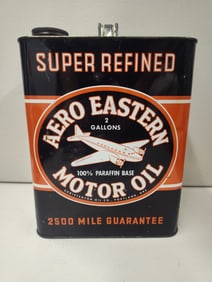 SUPER REFINED
AERO EASTERN
2
GALLONS
100% PARAFFIN BASE
MOTOR OIL
2500 MILE GUARANTEE